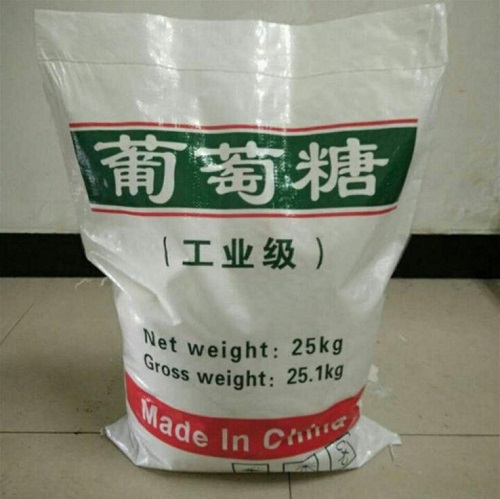 葡萄糖
(工业级)
Net weight: 25kg
Gross weight: 25.1kg
Made In China